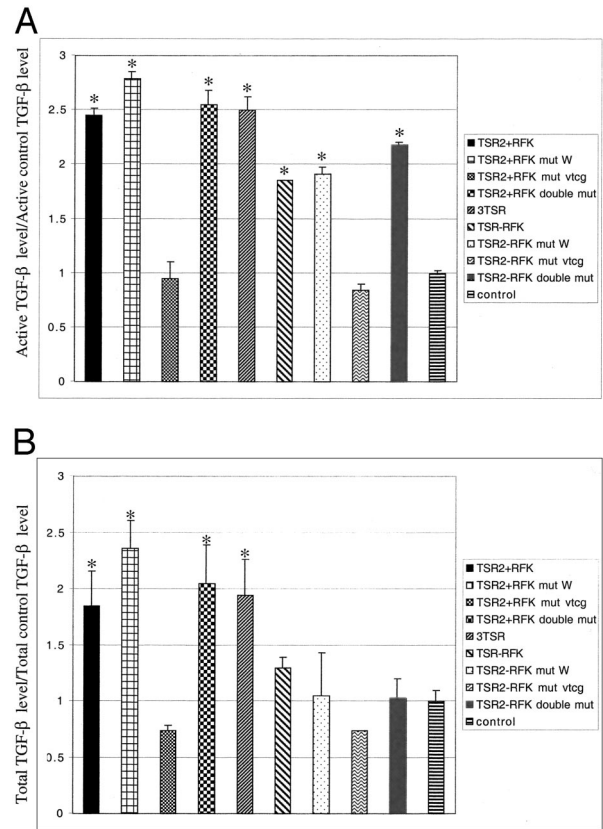 A
Active TGF-β level/Active control TGF-β level
3
2.5
2
1.5
1
0.5
0
*
*
*
*
*
*
*
TSR2+RFK
TSR2+RFK mut W
TSR2+RFK mut vtcg
TSR2+RFK double mut
3TSR
TSR-RFK
TSR2-RFK mut W
TSR2-RFK mut vtcg
TSR2-RFK double mut
control
B
Total TGF-β level/Total control TGF-β level
3
2.5
2
1.5
1
0.5
0
*
*
*
*
TSR2+RFK
TSR2+RFK mut W
TSR2+RFK mut vtcg
TSR2+RFK double mut
3TSR
TSR-RFK
TSR2-RFK mut W
TSR2-RFK mut vtcg
TSR2-RFK double mut
control